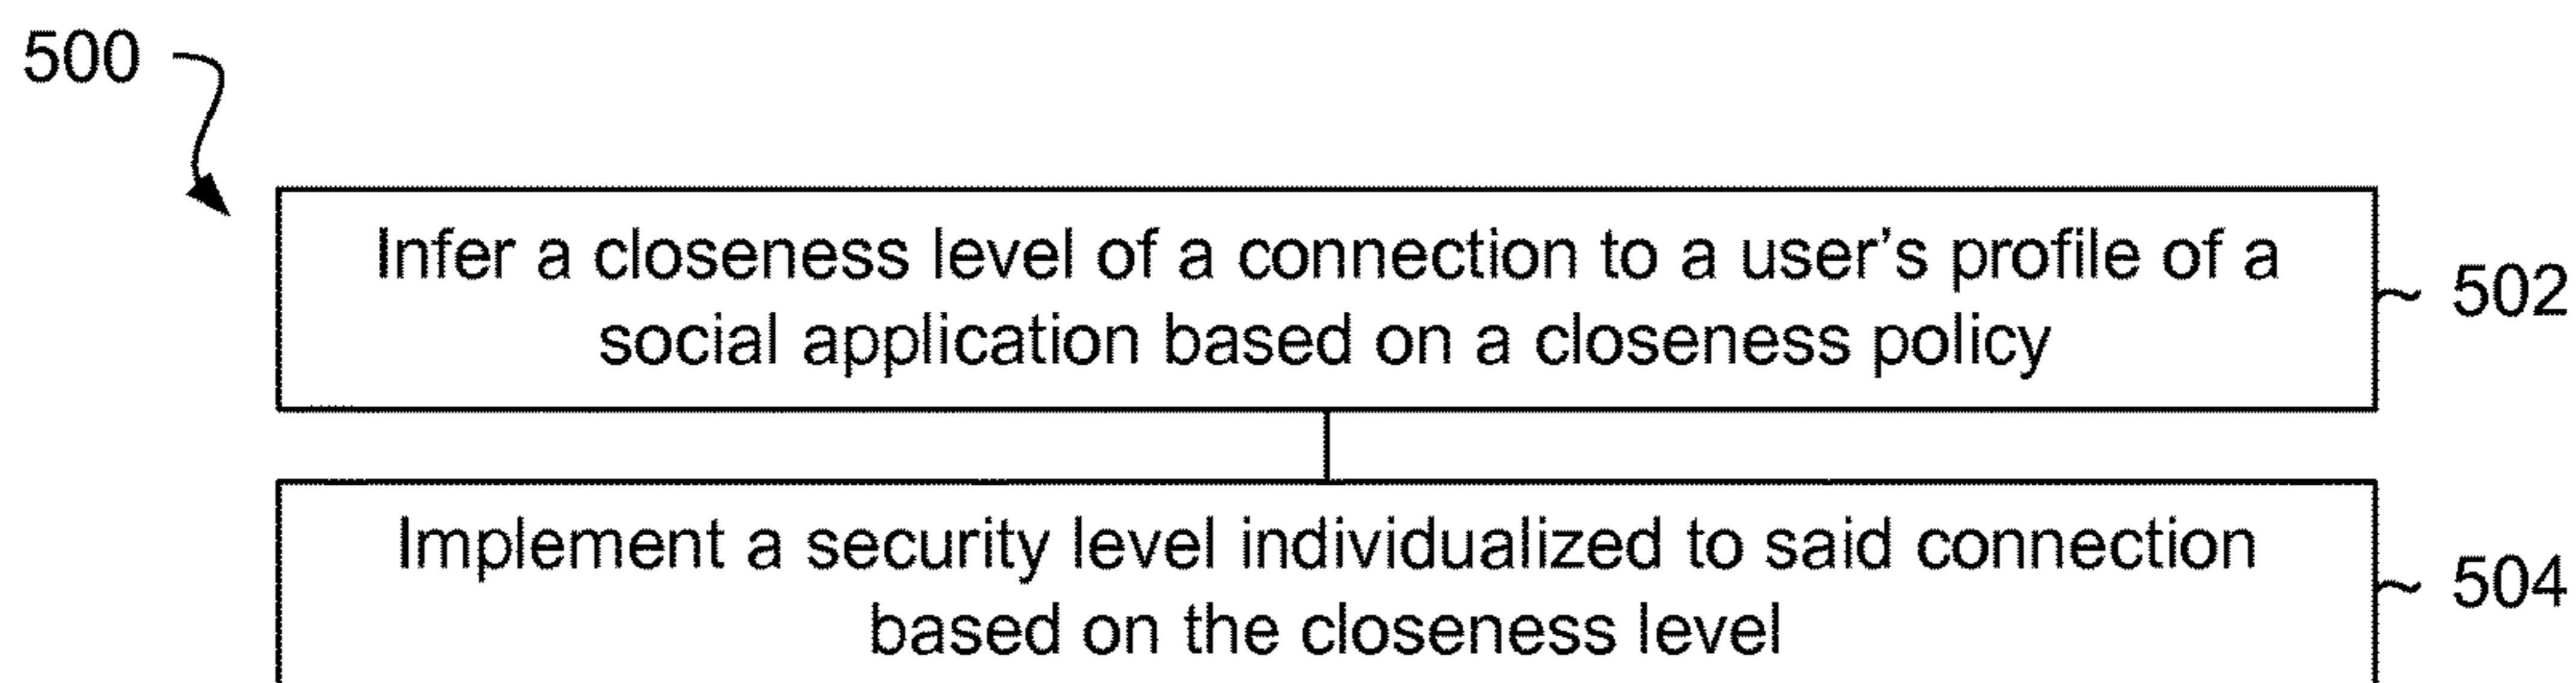 500
Infer a closeness level of a connection to a user's profile of a
social application based on a closeness policy
502
Implement a security level individualized to said connection
based on the closeness level
504